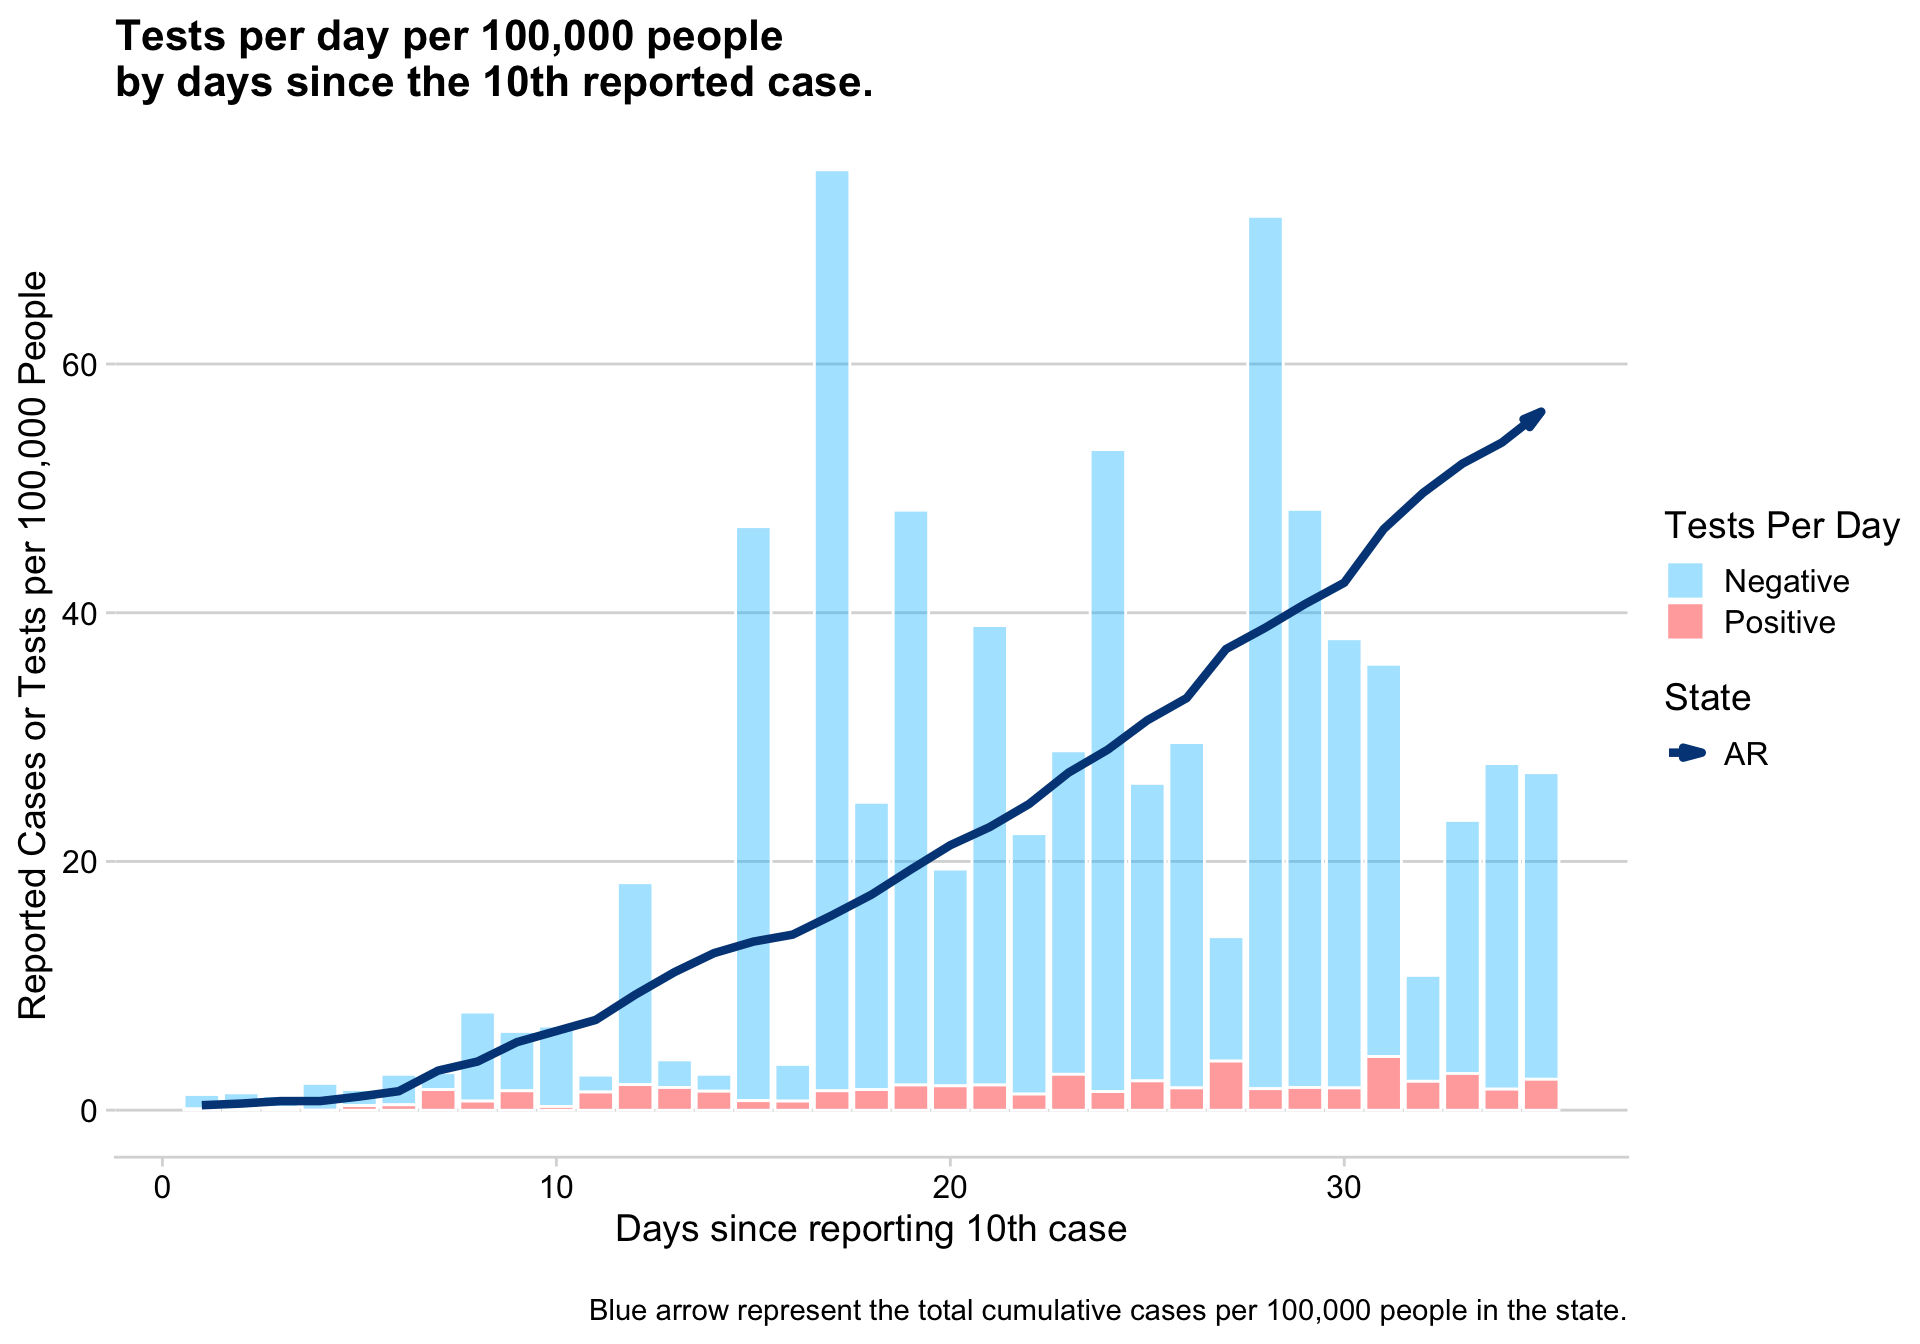 Tests per day per 100,000 people
by days since the 10th reported case.
Reported Cases or Tests per 100,000 People
60
40
20
0
0
10
20
30
Days since reporting 10th case
Tests Per Day
Negative
Positive
State
AR
Blue arrow represent the total cumulative cases per 100,000 people in the state.